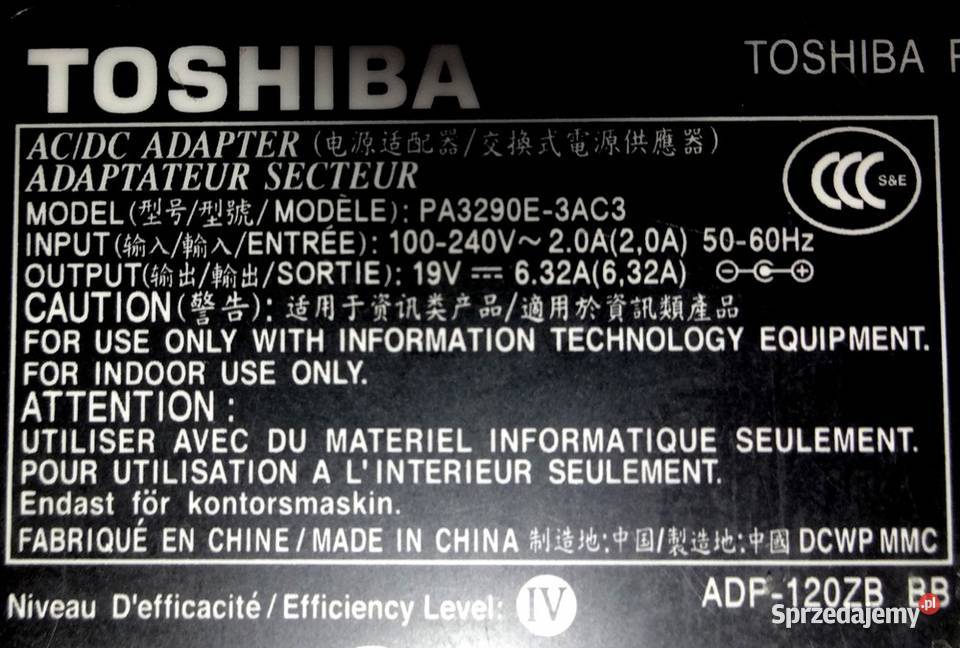 TOSHIBA
TOSHIBA
AC/DC ADAPTER (电源适配器/交換式電源供應器)
ADAPTATEUR SECTEUR
S&E
MODEL(型号/型號/MODÈLE): PA3290E-3AC3
INPUT(输入/輸入/ENTRÉE): 100-240V~ 2.0A(2,0A) 50-60Hz
OUTPUT(输出/輸出/SORTIE): 19V ⎓ 6.32A(6,32A)
CAUTION(警告): 适用于资讯类产品/適用於資訊類產品
FOR USE ONLY WITH INFORMATION TECHNOLOGY EQUIPMENT.
FOR INDOOR USE ONLY.
ATTENTION :
UTILISER AVEC DU MATERIEL INFORMATIQUE SEULEMENT.
POUR UTILISATION A L'INTERIEUR SEULEMENT.
Endast för kontorsmaskin.
FABRIQUÉ EN CHINE/MADE IN CHINA 制造地:中国/製造地:中國 DCWP MMC
Niveau D'efficacité/Efficiency Level: IV
ADP-120ZB BB
Sprzedajemy.pl